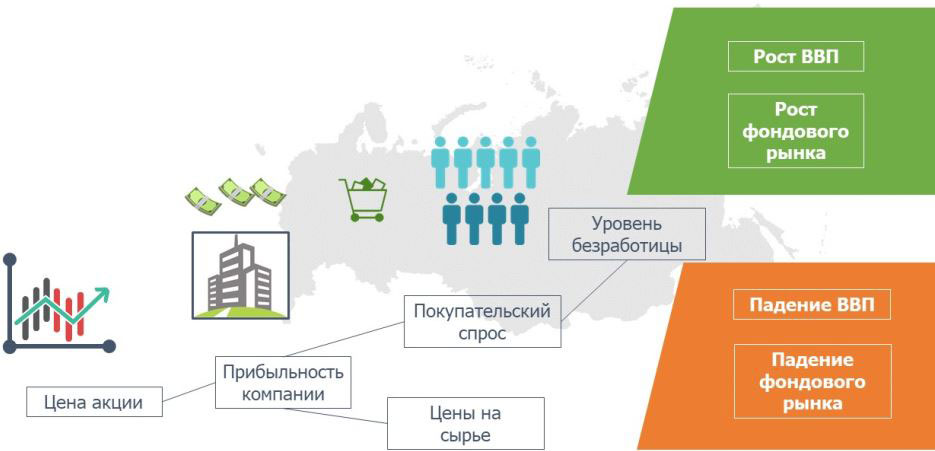 Рост ВВП
Рост
фондового
рынка
Уровень
безработицы
Покупательский
спрос
Прибыльность
компании
Цена акции
Цены на
сырье
Падение ВВП
Падение
фондового
рынка